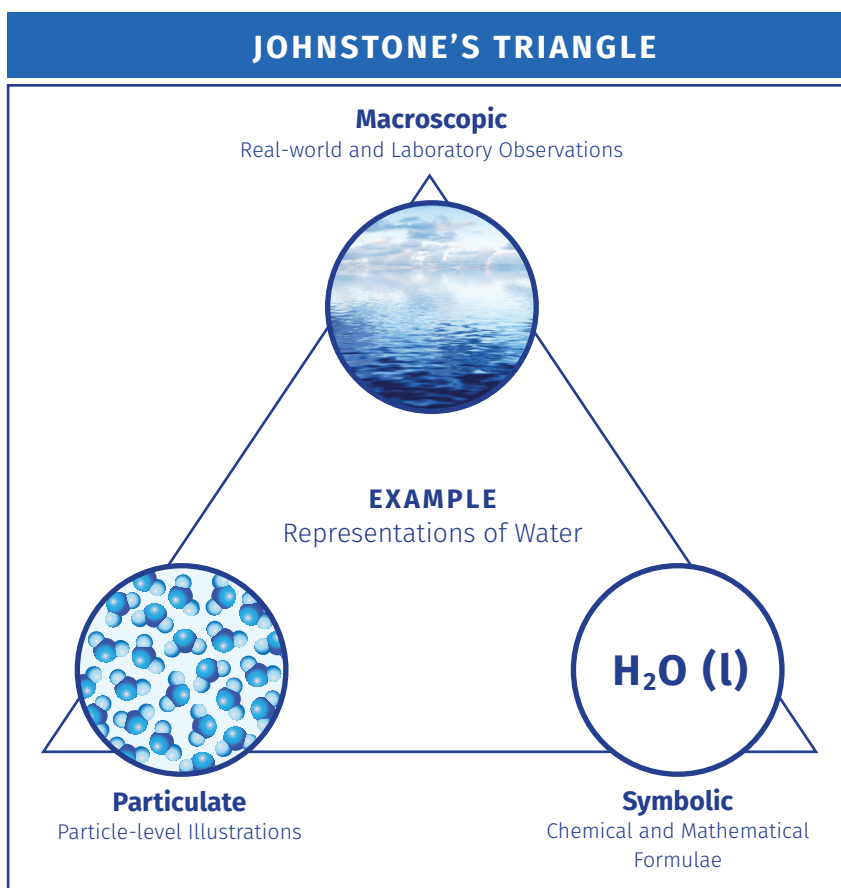 JOHNSTONE’S TRIANGLE
Macroscopic
Real-world and Laboratory Observations
EXAMPLE
Representations of Water
H₂O (l)
Particulate
Particle-level Illustrations
Symbolic
Chemical and Mathematical
Formulae